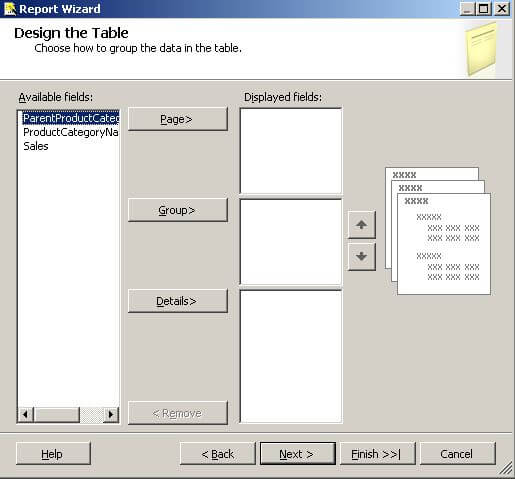 Report Wizard
Design the Table
Choose how to group the data in the table.
Available fields:
Displayed fields:
ParentProductCateg
ProductCategoryNa
Sales
Page>
Group>
Details>
< Remove
xxxx
xxxx
xxxx
xxxxx
xxx xxx xxx
xxx xxx xxx
xxxxx
xxx xxx xxx
xxx xxx xxx
Help
< Back
Next >
Finish >>|
Cancel